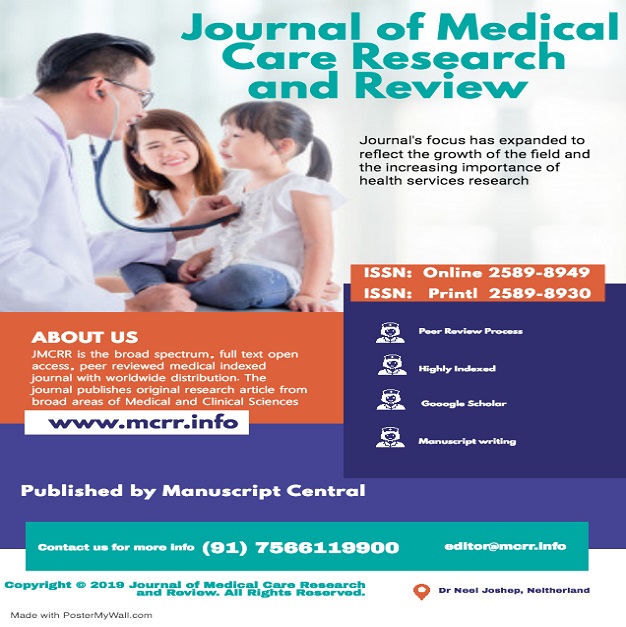 Journal of Medical
Care Research
and Review
Journal's focus has expanded to
reflect the growth of the field and
the increasing importance of
health services research
ISSN: Online 2589-8949
ISSN: Printl 2589-8930
Peer Review Process
Highly Indexed
Gooogle Scholar
Manuscript writing
ABOUT US
JMCRR is the broad spectrum, full text open
access, peer reviewed medical indexed
journal with worldwide distribution. The
journal publishes original research article from
broad areas of Medical and Clinical Sciences
www.mcrr.info
Published by Manuscript Central
Contact us for more info (91) 7566119900 editor@mcrr.info
Copyright © 2019 Journal of Medical Care Research
and Review. All Rights Reserved.
Dr Neel Joshep, Neitherland
Made with PosterMyWall.com